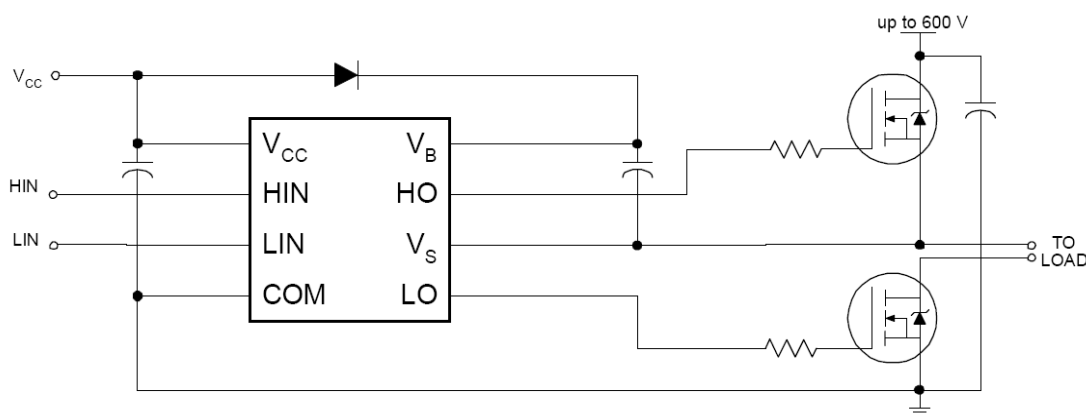 up to 600 V
VCC
VCC
VB
HIN
HIN
HO
LIN
LIN
VS
TO
LOAD
COM
LO